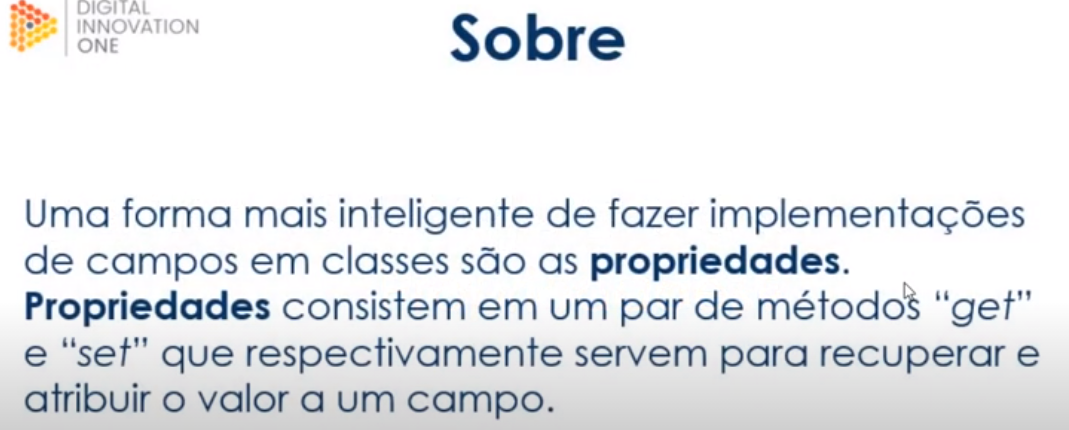 DIGITAL
INNOVATION
ONE
Sobre
Uma forma mais inteligente de fazer implementações
de campos em classes são as propriedades.
Propriedades consistem em um par de métodos “get”
e “set” que respectivamente servem para recuperar e
atribuir o valor a um campo.